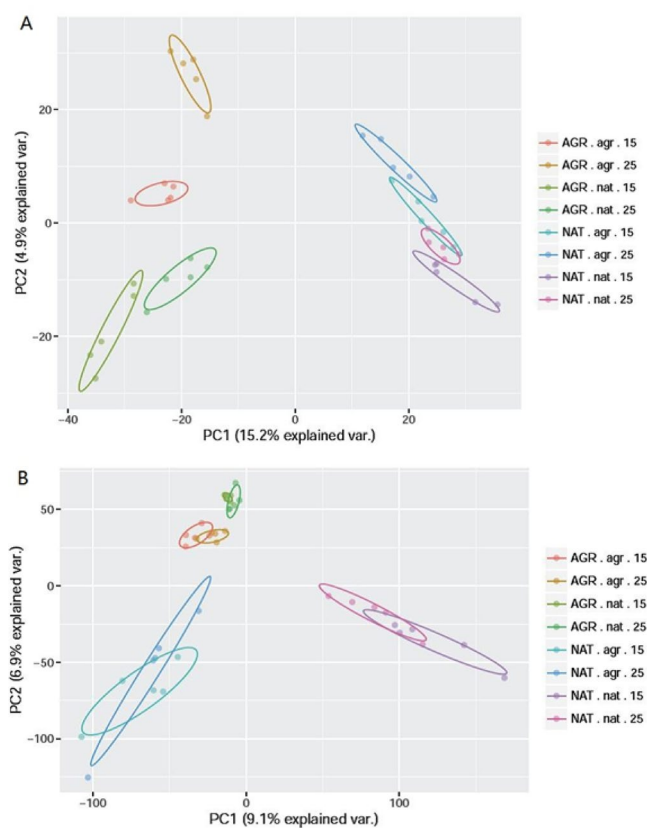 A
20
0
−20
PC2 (4.9% explained var.)
−40
−20
0
20
PC1 (15.2% explained var.)
AGR . agr . 15
AGR . agr . 25
AGR . nat . 15
AGR . nat . 25
NAT . agr . 15
NAT . agr . 25
NAT . nat . 15
NAT . nat . 25
B
50
0
−50
−100
PC2 (6.9% explained var.)
−100
0
100
PC1 (9.1% explained var.)
AGR . agr . 15
AGR . agr . 25
AGR . nat . 15
AGR . nat . 25
NAT . agr . 15
NAT . agr . 25
NAT . nat . 15
NAT . nat . 25